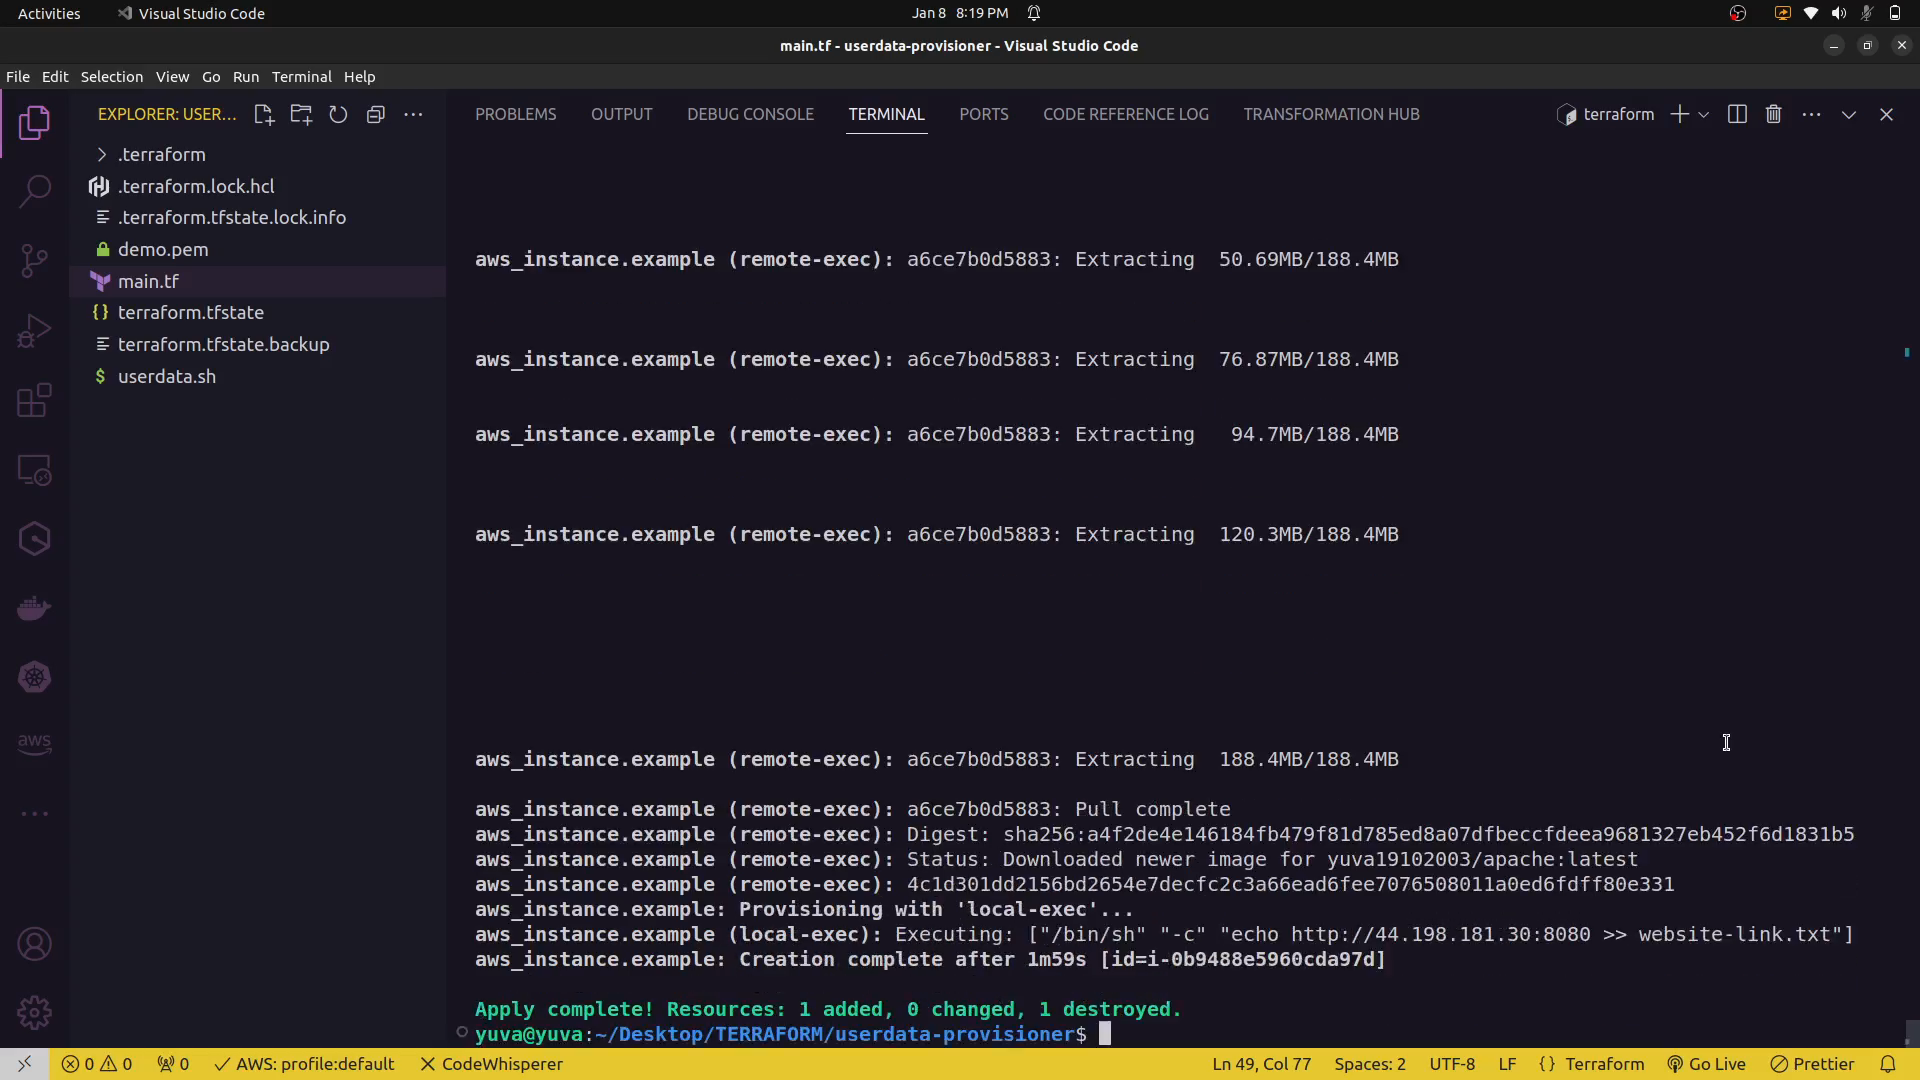 Activities Visual Studio Code Jan 8 8:19 PM
main.tf - userdata-provisioner - Visual Studio Code
File Edit Selection View Go Run Terminal Help
EXPLORER: USER...
.terraform
.terraform.lock.hcl
.terraform.tfstate.lock.info
demo.pem
main.tf
terraform.tfstate
terraform.tfstate.backup
userdata.sh
aws
PROBLEMS OUTPUT DEBUG CONSOLE TERMINAL PORTS CODE REFERENCE LOG TRANSFORMATION HUB terraform
aws_instance.example (remote-exec): a6ce7b0d5883: Extracting 50.69MB/188.4MB
aws_instance.example (remote-exec): a6ce7b0d5883: Extracting 76.87MB/188.4MB
aws_instance.example (remote-exec): a6ce7b0d5883: Extracting 94.7MB/188.4MB
aws_instance.example (remote-exec): a6ce7b0d5883: Extracting 120.3MB/188.4MB
aws_instance.example (remote-exec): a6ce7b0d5883: Extracting 188.4MB/188.4MB
aws_instance.example (remote-exec): a6ce7b0d5883: Pull complete
aws_instance.example (remote-exec): Digest: sha256:a4f2de4e146184fb479f81d785ed8a07dfbeccfdeea9681327eb452f6d1831b5
aws_instance.example (remote-exec): Status: Downloaded newer image for yuva19102003/apache:latest
aws_instance.example (remote-exec): 4c1d301dd2156bd2654e7decfc2c3a66ead6fee7076508011a0ed6fdff80e331
aws_instance.example: Provisioning with 'local-exec'...
aws_instance.example (local-exec): Executing: ["/bin/sh" "-c" "echo http://44.198.181.30:8080 >> website-link.txt"]
aws_instance.example: Creation complete after 1m59s [id=i-0b9488e5960cda97d]
Apply complete! Resources: 1 added, 0 changed, 1 destroyed.
yuva@yuva:~/Desktop/TERRAFORM/userdata-provisioner$
0 0 0 AWS: profile:default CodeWhisperer Ln 49, Col 77 Spaces: 2 UTF-8 LF {} Terraform Go Live Prettier